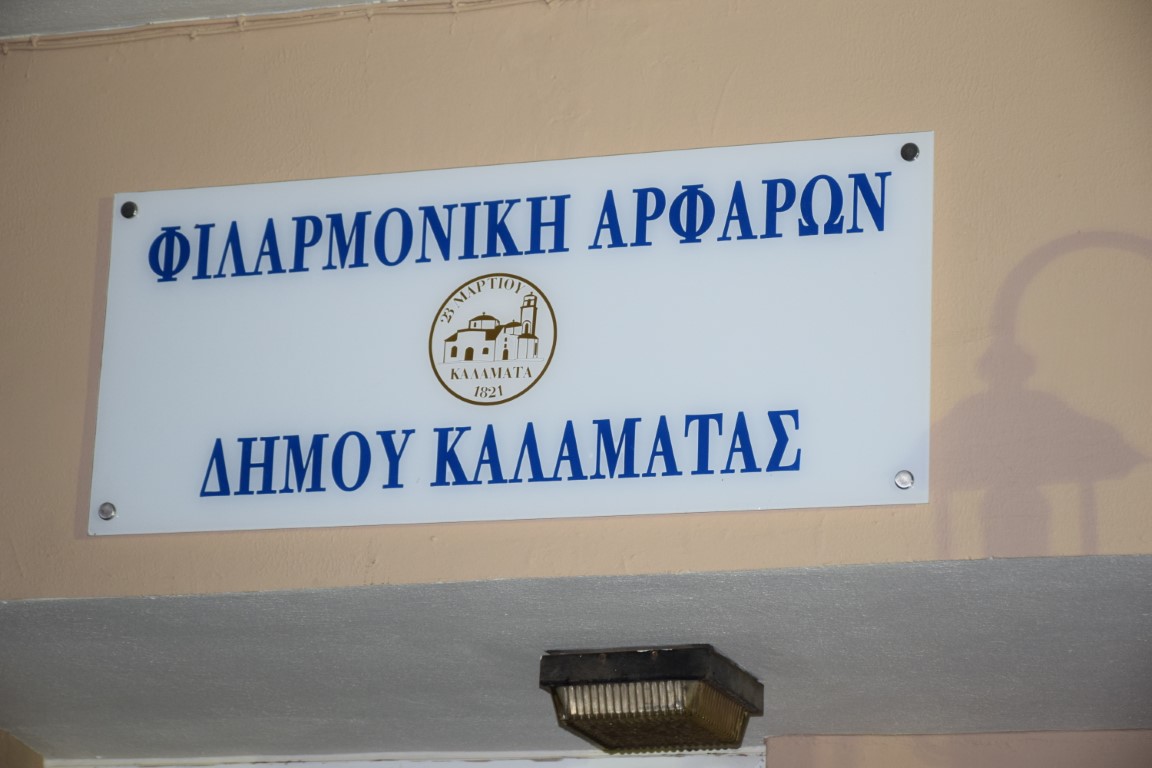 ΦΙΛΑΡΜΟΝΙΚΗ ΑΡΦΑΡΩΝ
23 ΜΑΡΤΙΟΥ
ΚΑΛΑΜΑΤΑ
1821
ΔΗΜΟΥ ΚΑΛΑΜΑΤΑΣ